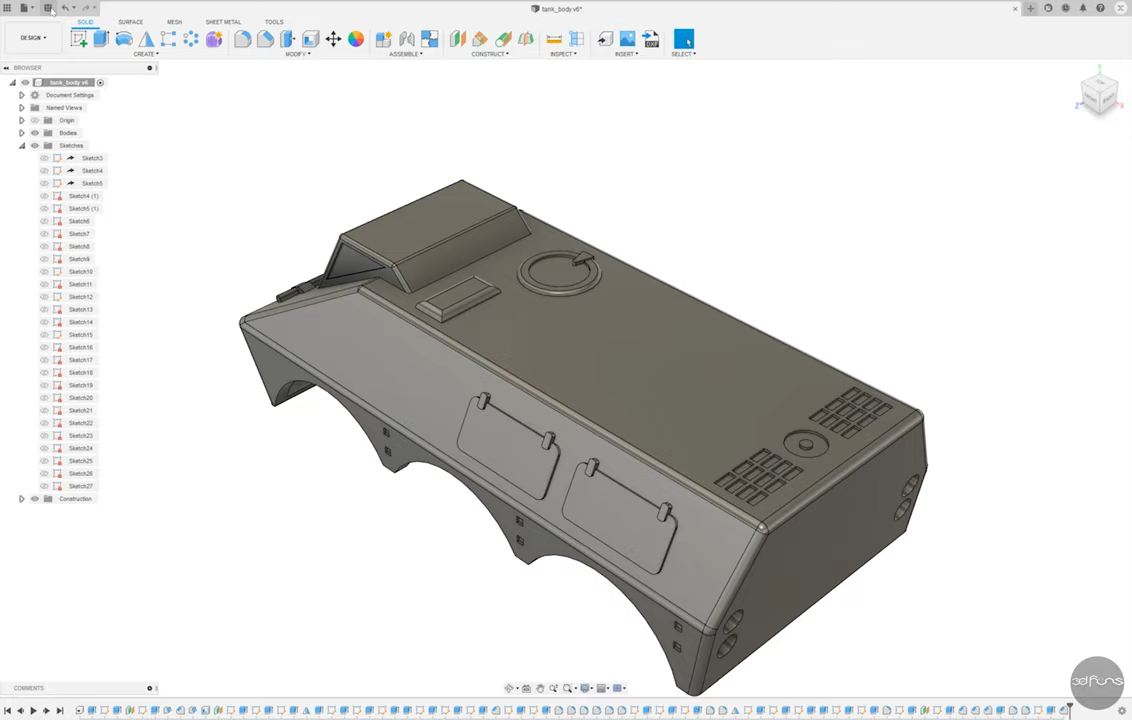 tank_body v6*
SOLID SURFACE MESH SHEET METAL TOOLS
DESIGN ▾
CREATE ▾ MODIFY ▾ ASSEMBLE ▾ CONSTRUCT ▾ INSPECT ▾ INSERT ▾ SELECT ▾
BROWSER
tank_body v6
Document Settings
Named Views
Origin
Bodies
Sketches
Sketch3
Sketch4
Sketch5
Sketch4 (1)
Sketch5 (1)
Sketch6
Sketch7
Sketch8
Sketch9
Sketch10
Sketch11
Sketch12
Sketch13
Sketch14
Sketch15
Sketch16
Sketch17
Sketch18
Sketch19
Sketch20
Sketch21
Sketch22
Sketch23
Sketch24
Sketch25
Sketch26
Sketch27
Construction
COMMENTS
3dfuns